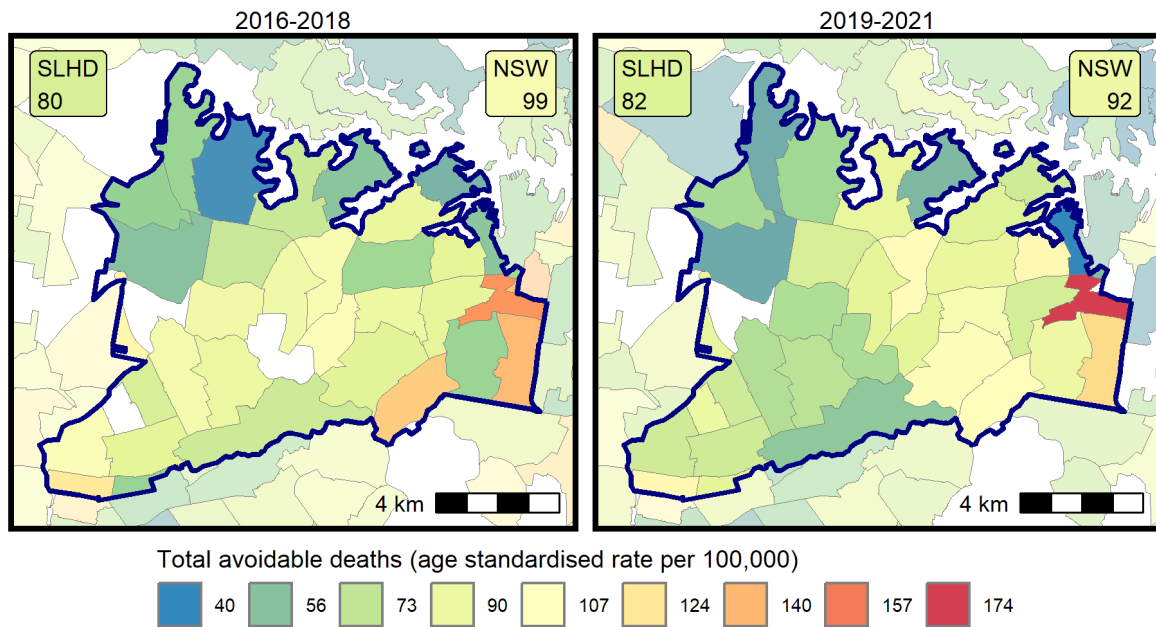 2016-2018
2019-2021
SLHD
80
NSW
99
SLHD
82
NSW
92
4 km
4 km
Total avoidable deaths (age standardised rate per 100,000)
40 56 73 90 107 124 140 157 174